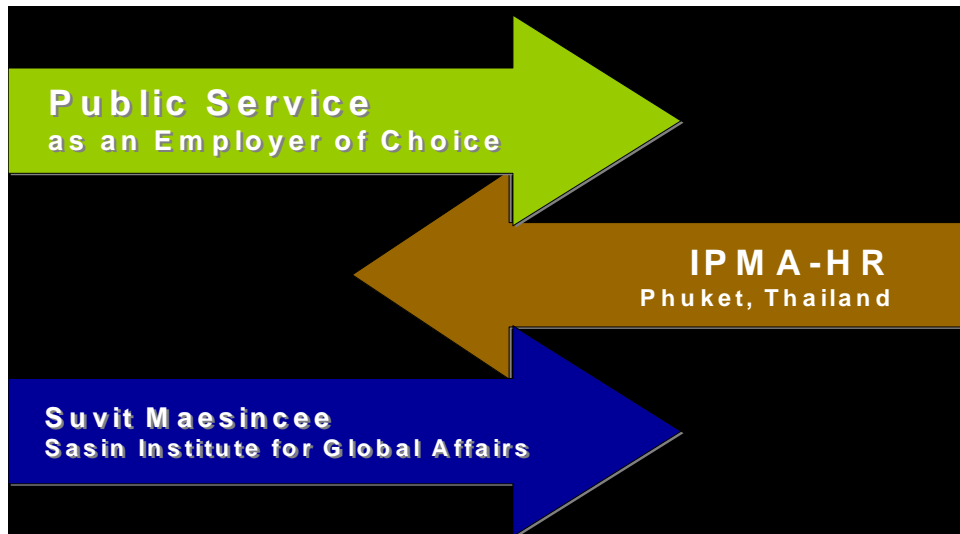 Public Service
as an Employer of Choice
IPMA-HR
Phuket, Thailand
Suvit Maesincee
Sasin Institute for Global Affairs